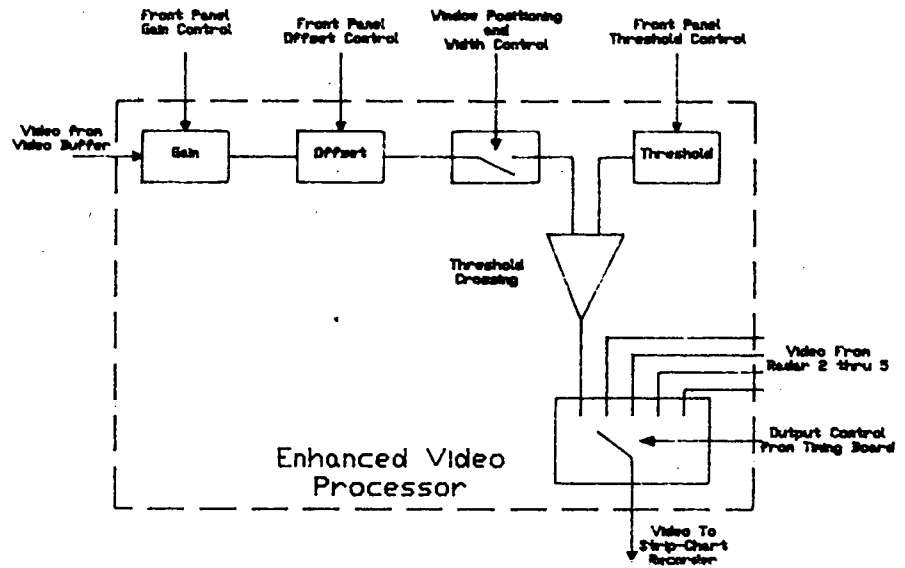 Front Panel
Gain Control
Front Panel
Offset Control
Window Positioning
and
Width Control
Front Panel
Threshold Control
Video from
Video Buffer
Gain
Offset
Threshold
Threshold
Crossing
Video From
Radar 2 thru 5
Output Control
from Timing Board
Enhanced Video
Processor
Video To
Strip-Chart
Recorder